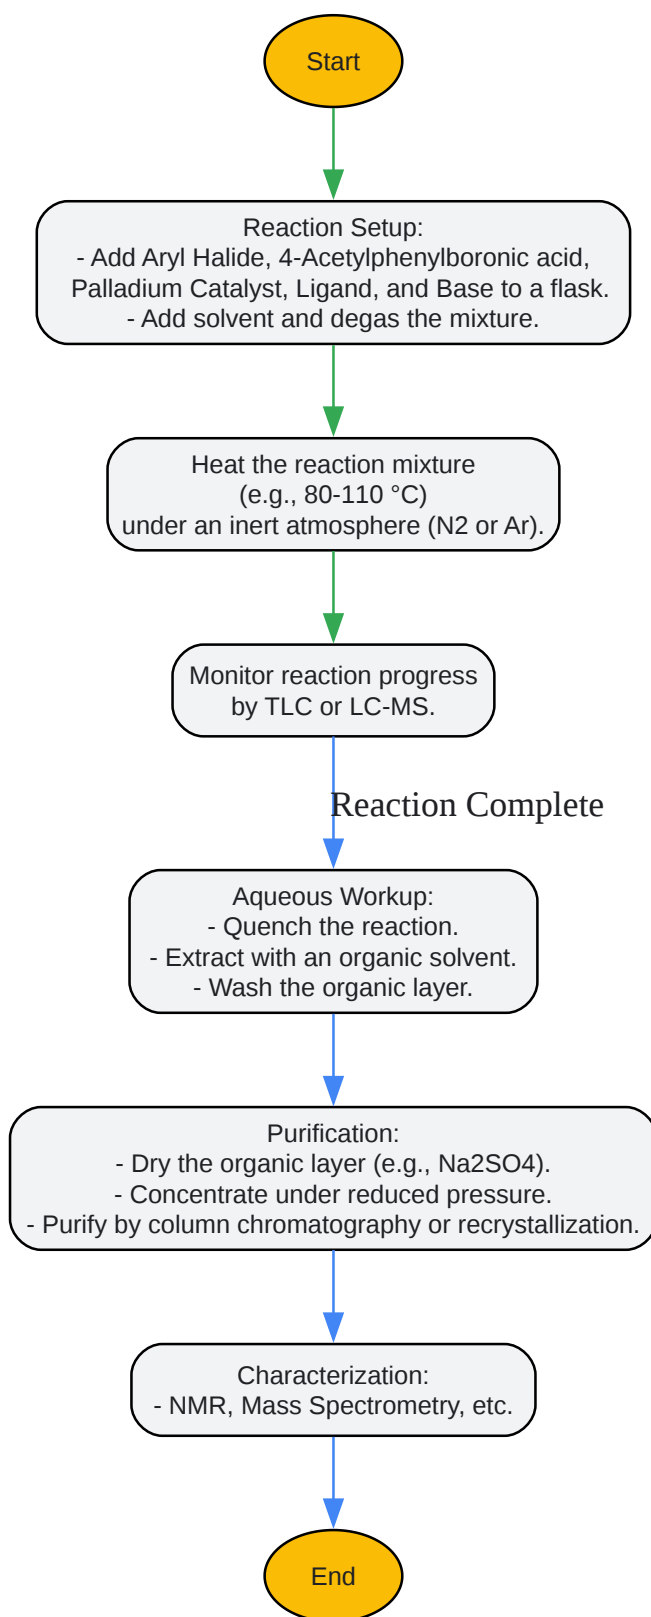 Start
Reaction Setup:
- Add Aryl Halide, 4-Acetylphenylboronic acid,
Palladium Catalyst, Ligand, and Base to a flask.
- Add solvent and degas the mixture.
Heat the reaction mixture
(e.g., 80-110 °C)
under an inert atmosphere (N2 or Ar).
Monitor reaction progress
by TLC or LC-MS.
Reaction Complete
Aqueous Workup:
- Quench the reaction.
- Extract with an organic solvent.
- Wash the organic layer.
Purification:
- Dry the organic layer (e.g., Na2SO4).
- Concentrate under reduced pressure.
- Purify by column chromatography or recrystallization.
Characterization:
- NMR, Mass Spectrometry, etc.
End